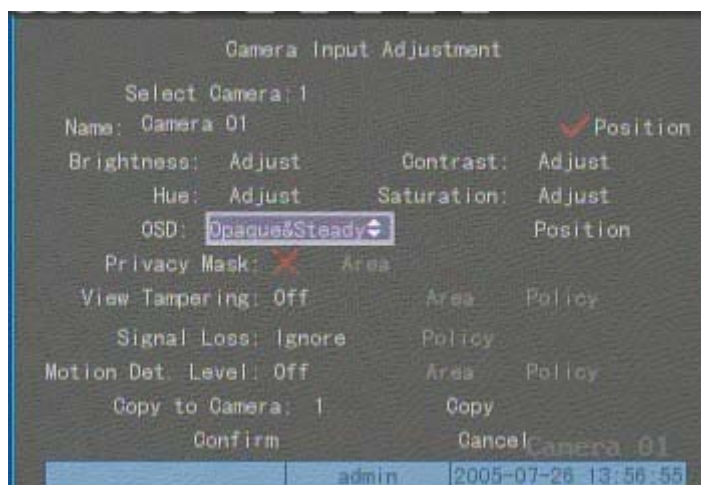 Camera Input Adjustment
Select Camera: 1
Name: Camera 01 Position
Brightness: Adjust Contrast: Adjust
Hue: Adjust Saturation: Adjust
OSD: Opaque&Steady Position
Privacy Mask: Area
View Tampering: Off Area Policy
Signal Loss: Ignore Policy
Motion Det. Level: Off Area Policy
Copy to Camera: 1 Copy
Confirm Cancel
Camera 01
admin 2005-07-26 13:56:55